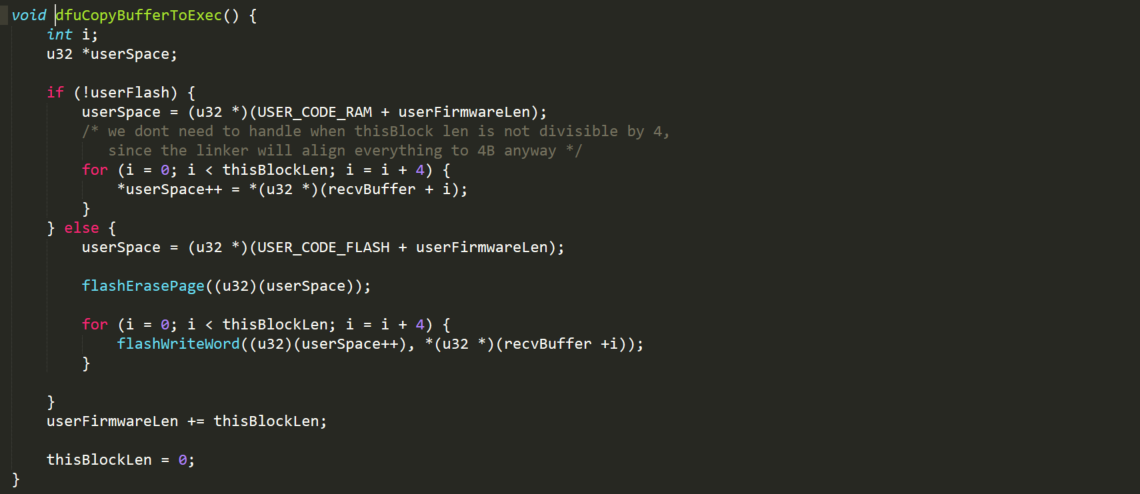 void dfuCopyBufferToExec() {
    int i;
    u32 *userSpace;

    if (!userFlash) {
        userSpace = (u32 *)(USER_CODE_RAM + userFirmwareLen);
        /* we dont need to handle when thisBlock len is not divisible by 4,
           since the linker will align everything to 4B anyway */
        for (i = 0; i < thisBlockLen; i = i + 4) {
            *userSpace++ = *(u32 *)(recvBuffer + i);
        }
    } else {
        userSpace = (u32 *)(USER_CODE_FLASH + userFirmwareLen);

        flashErasePage((u32)(userSpace));

        for (i = 0; i < thisBlockLen; i = i + 4) {
            flashWriteWord((u32)(userSpace++), *(u32 *)(recvBuffer +i));
        }

    }
    userFirmwareLen += thisBlockLen;

    thisBlockLen = 0;
}